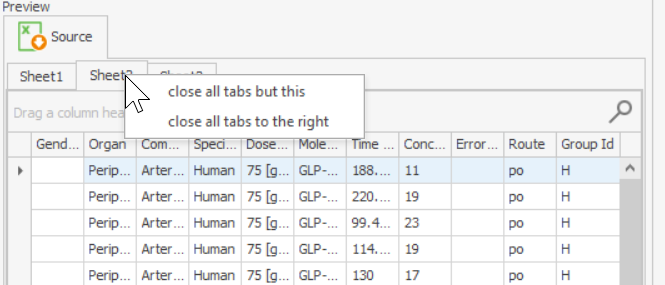 Preview
Source
Sheet1 Sheet2
close all tabs but this
Drag a column
close all tabs to the right
Gend... Organ Com... Speci... Dose... Mole... Time ... Conc... Error... Route Group Id
Perip... Arter... Human 75 [g... GLP-... 188.... 11 po H
Perip... Arter... Human 75 [g... GLP-... 220.... 19 po H
Perip... Arter... Human 75 [g... GLP-... 99.4... 23 po H
Perip... Arter... Human 75 [g... GLP-... 114.... 19 po H
Perip... Arter... Human 75 [g... GLP-... 130 17 po H